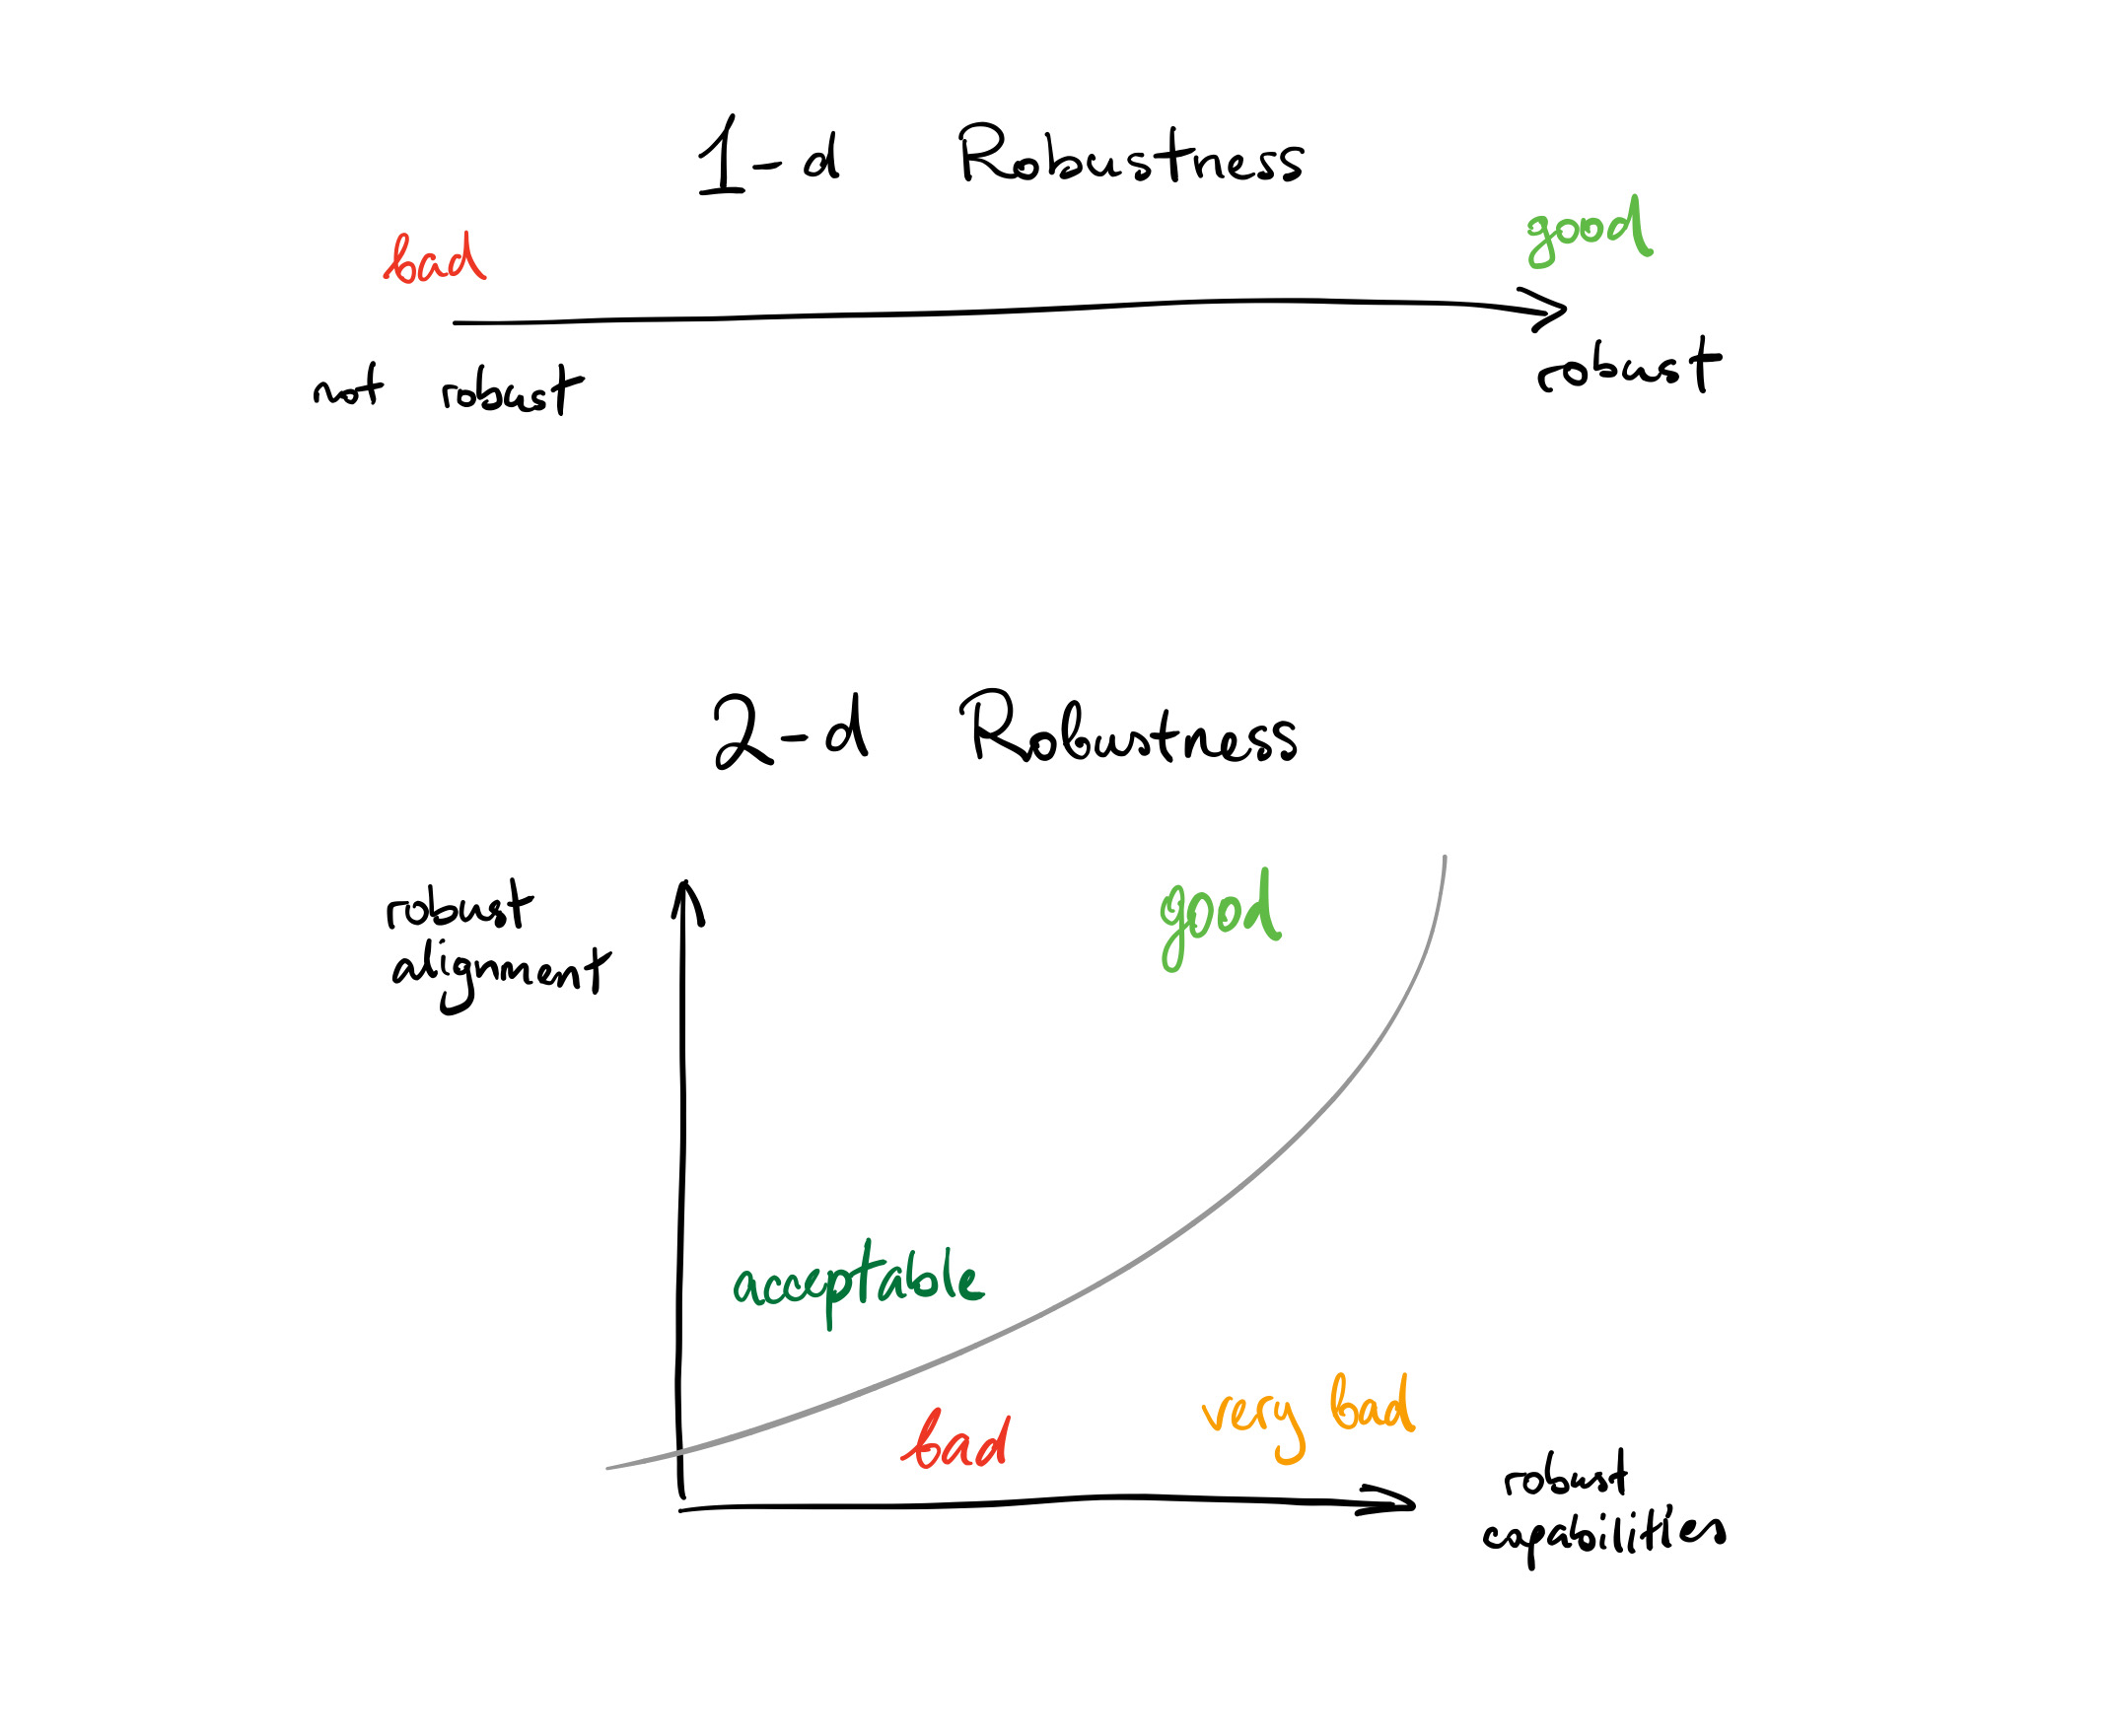 1-d Robustness
bad
good
not robust
robust
2-d Robustness
robust
alignment
good
acceptable
bad
very bad
robust
capabilities